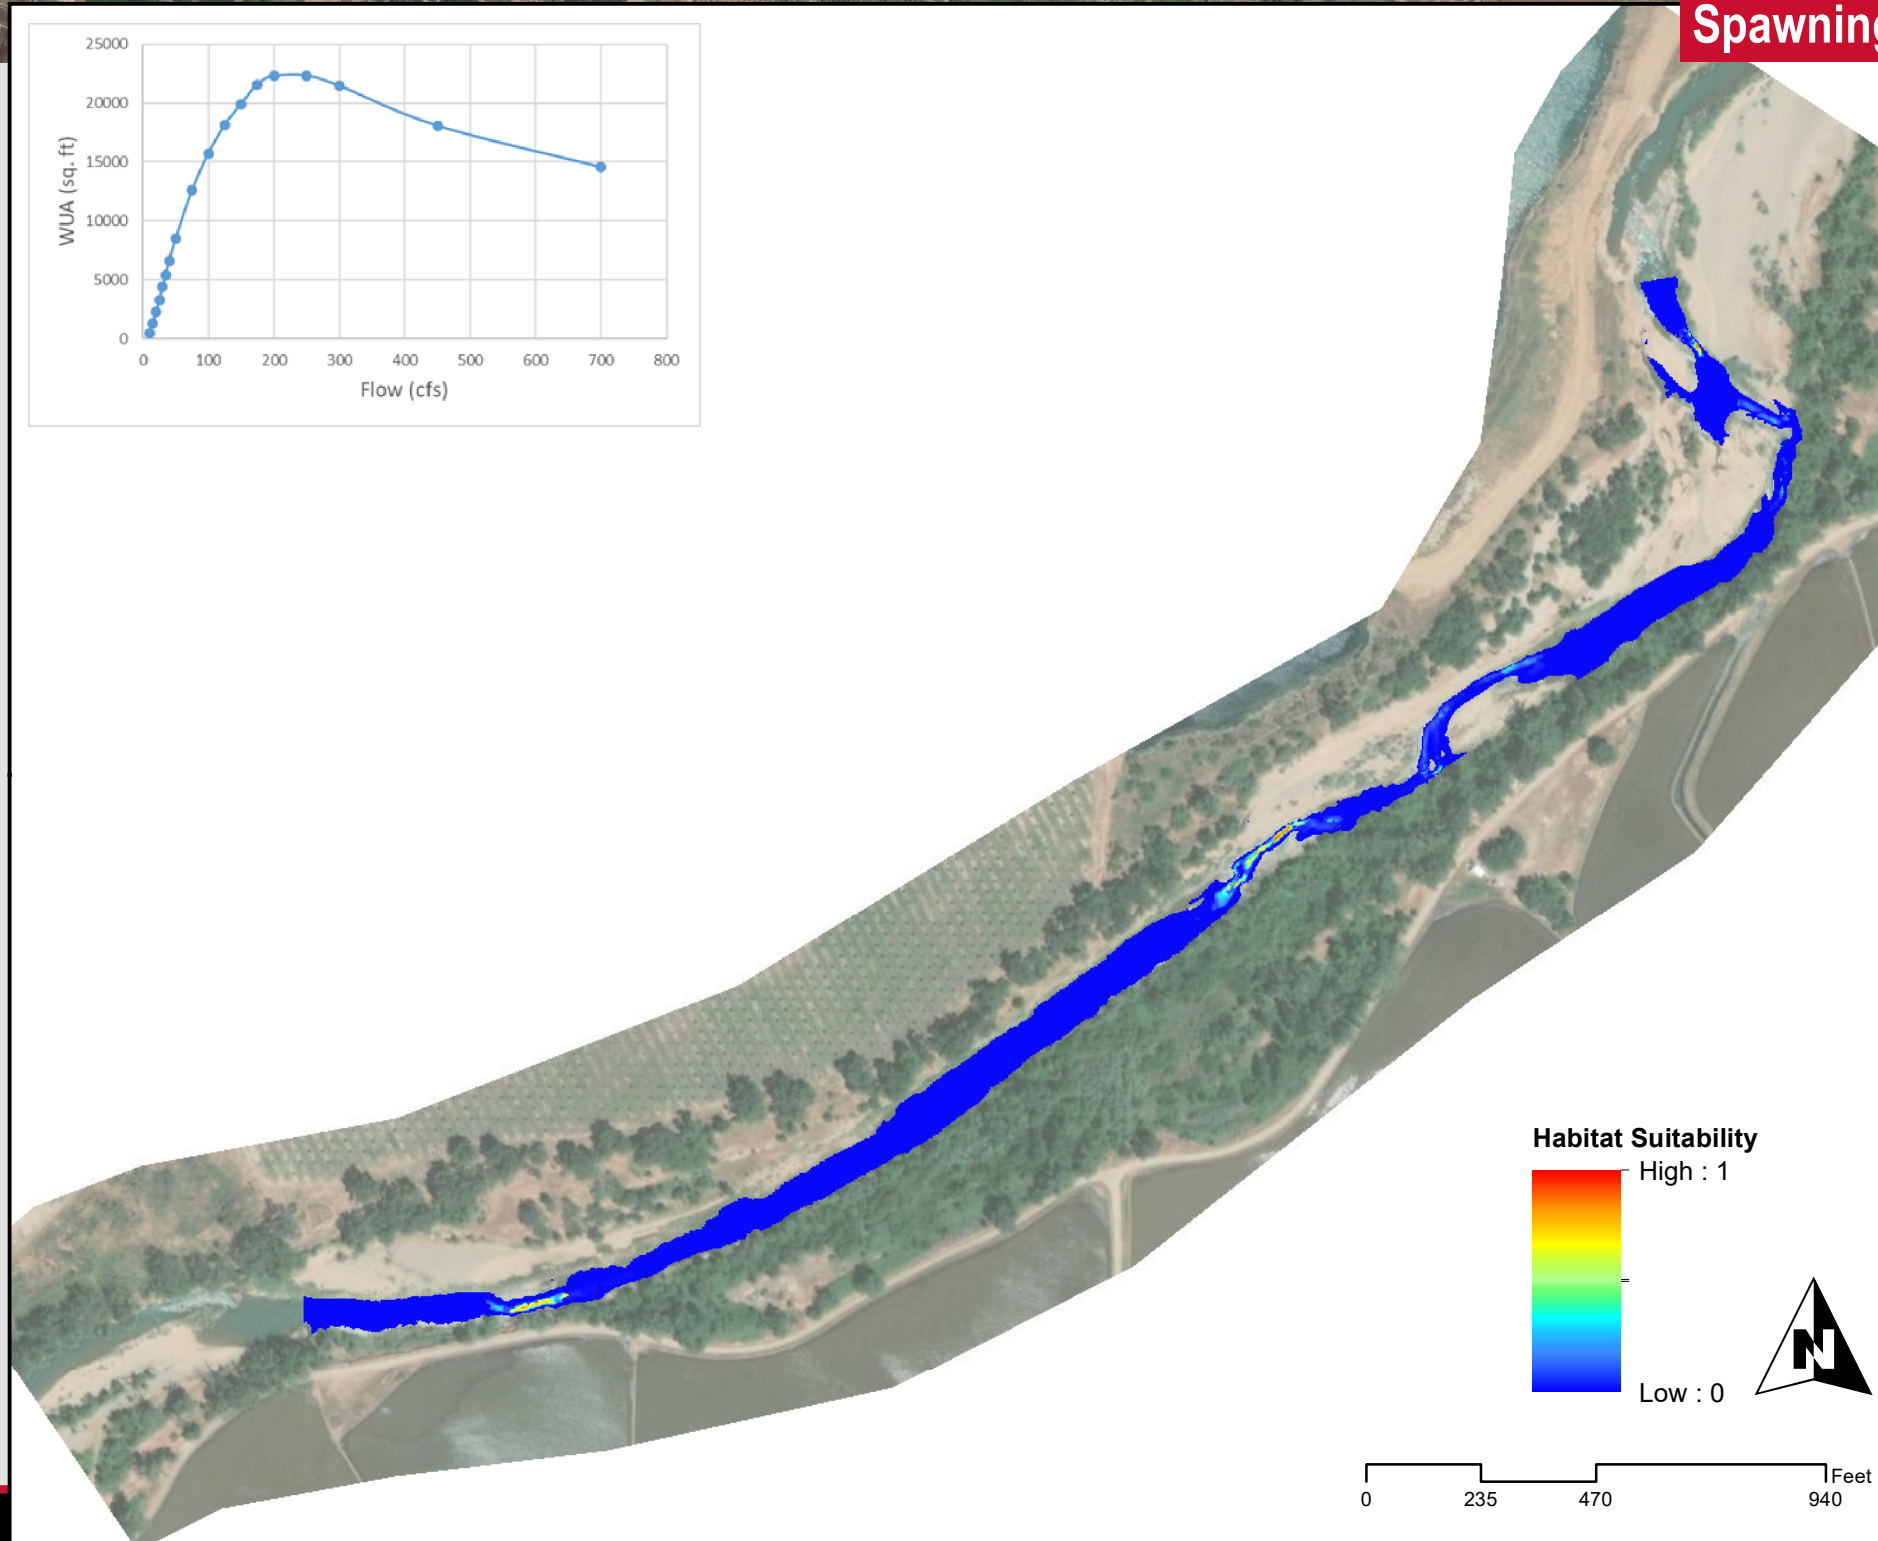 Spawning
25000
20000
15000
10000
5000
0
WUA (sq. ft)
0 100 200 300 400 500 600 700 800
Flow (cfs)
Habitat Suitability
High : 1
Low : 0
N
Feet
0 235 470 940